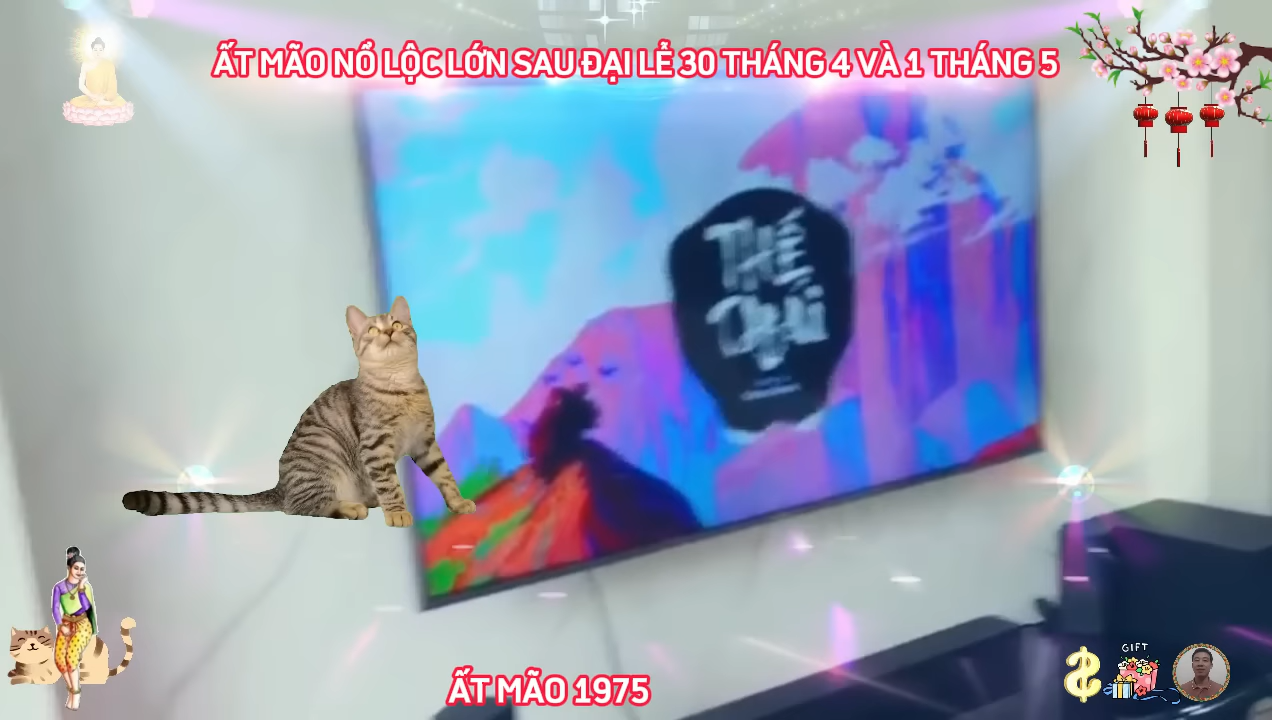 ẤT MÃO NỔ LỘC LỚN SAU ĐẠI LỄ 30 THÁNG 4 VÀ 1 THÁNG 5
THẾ
GIFT
ẤT MÃO 1975